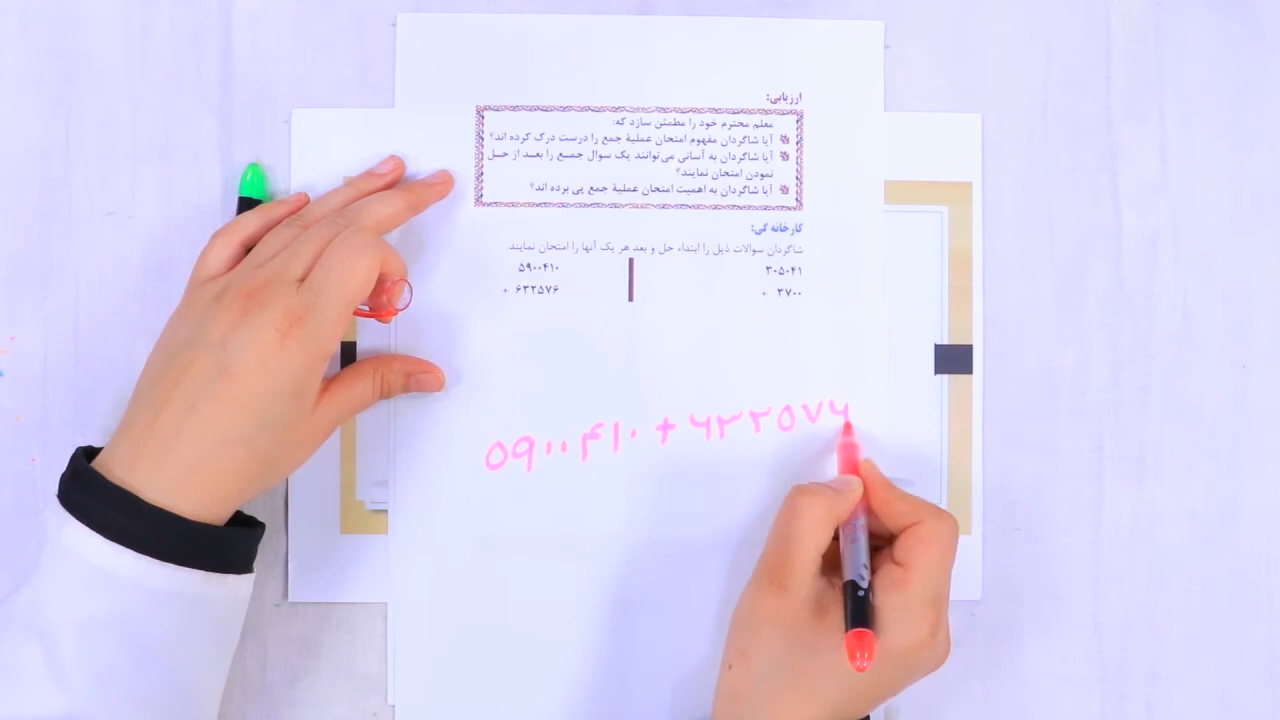 ارزیابی:
معلم محترم خود را مطمئن سازد که:
آیا شاگردان مفهوم امتحان عملیۀ جمع را درست درک کرده اند؟
آیا شاگردان به آسانی می‌توانند یک سوال جمع را بعد از حل
نمودن امتحان نمایند؟
آیا شاگردان به اهمیت امتحان عملیۀ جمع پی برده اند؟
کارخانه گی:
شاگردان سوالات ذیل را ابتداء حل و بعد هر یک آنها را امتحان نمایند.
۳۰۵۰۴۱
+ ۳۷۰۰
۵۹۰۰۴۱۰
+ ۶۳۲۵۷۶
۵۹۰۰۴۱۰ + ۶۳۲۵۷۶